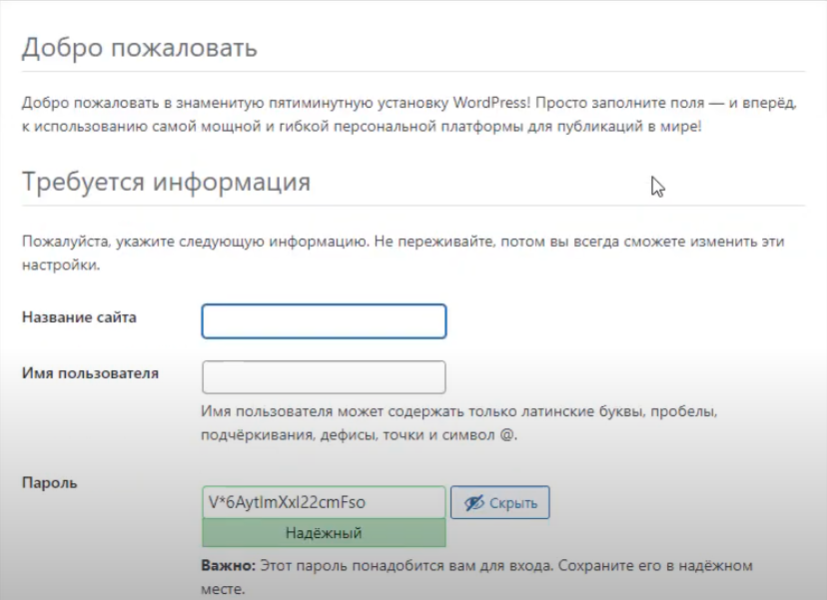 Добро пожаловать
Добро пожаловать в знаменитую пятиминутную установку WordPress! Просто заполните поля — и вперёд,
к использованию самой мощной и гибкой персональной платформы для публикаций в мире!
Требуется информация
Пожалуйста, укажите следующую информацию. Не переживайте, потом вы всегда сможете изменить эти
настройки.
Название сайта
Имя пользователя
Имя пользователя может содержать только латинские буквы, пробелы,
подчёркивания, дефисы, точки и символ @.
Пароль
V*6AytImXxI22cmFso
Скрыть
Надёжный
Важно: Этот пароль понадобится вам для входа. Сохраните его в надёжном
месте.